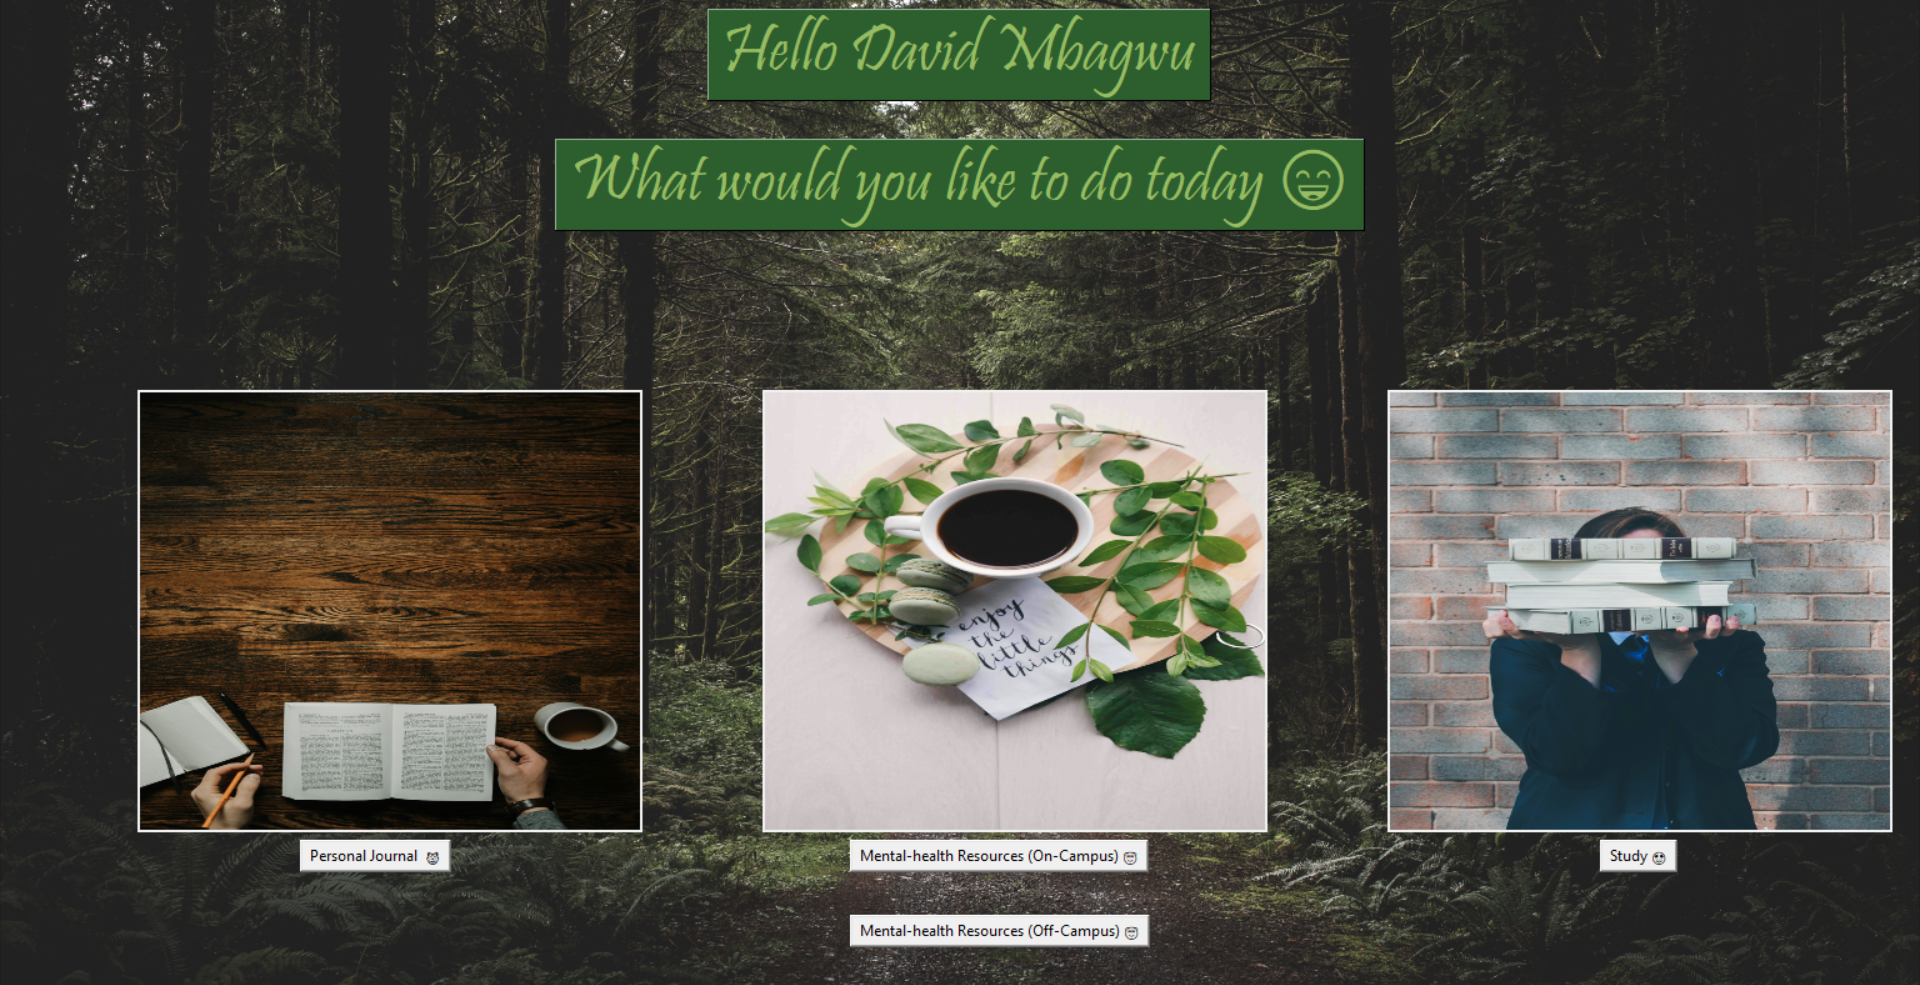 Hello David Mbagwu
What would you like to do today 😄
enjoy
the
little
things
Personal Journal
Mental-health Resources (On-Campus)
Study
Mental-health Resources (Off-Campus)